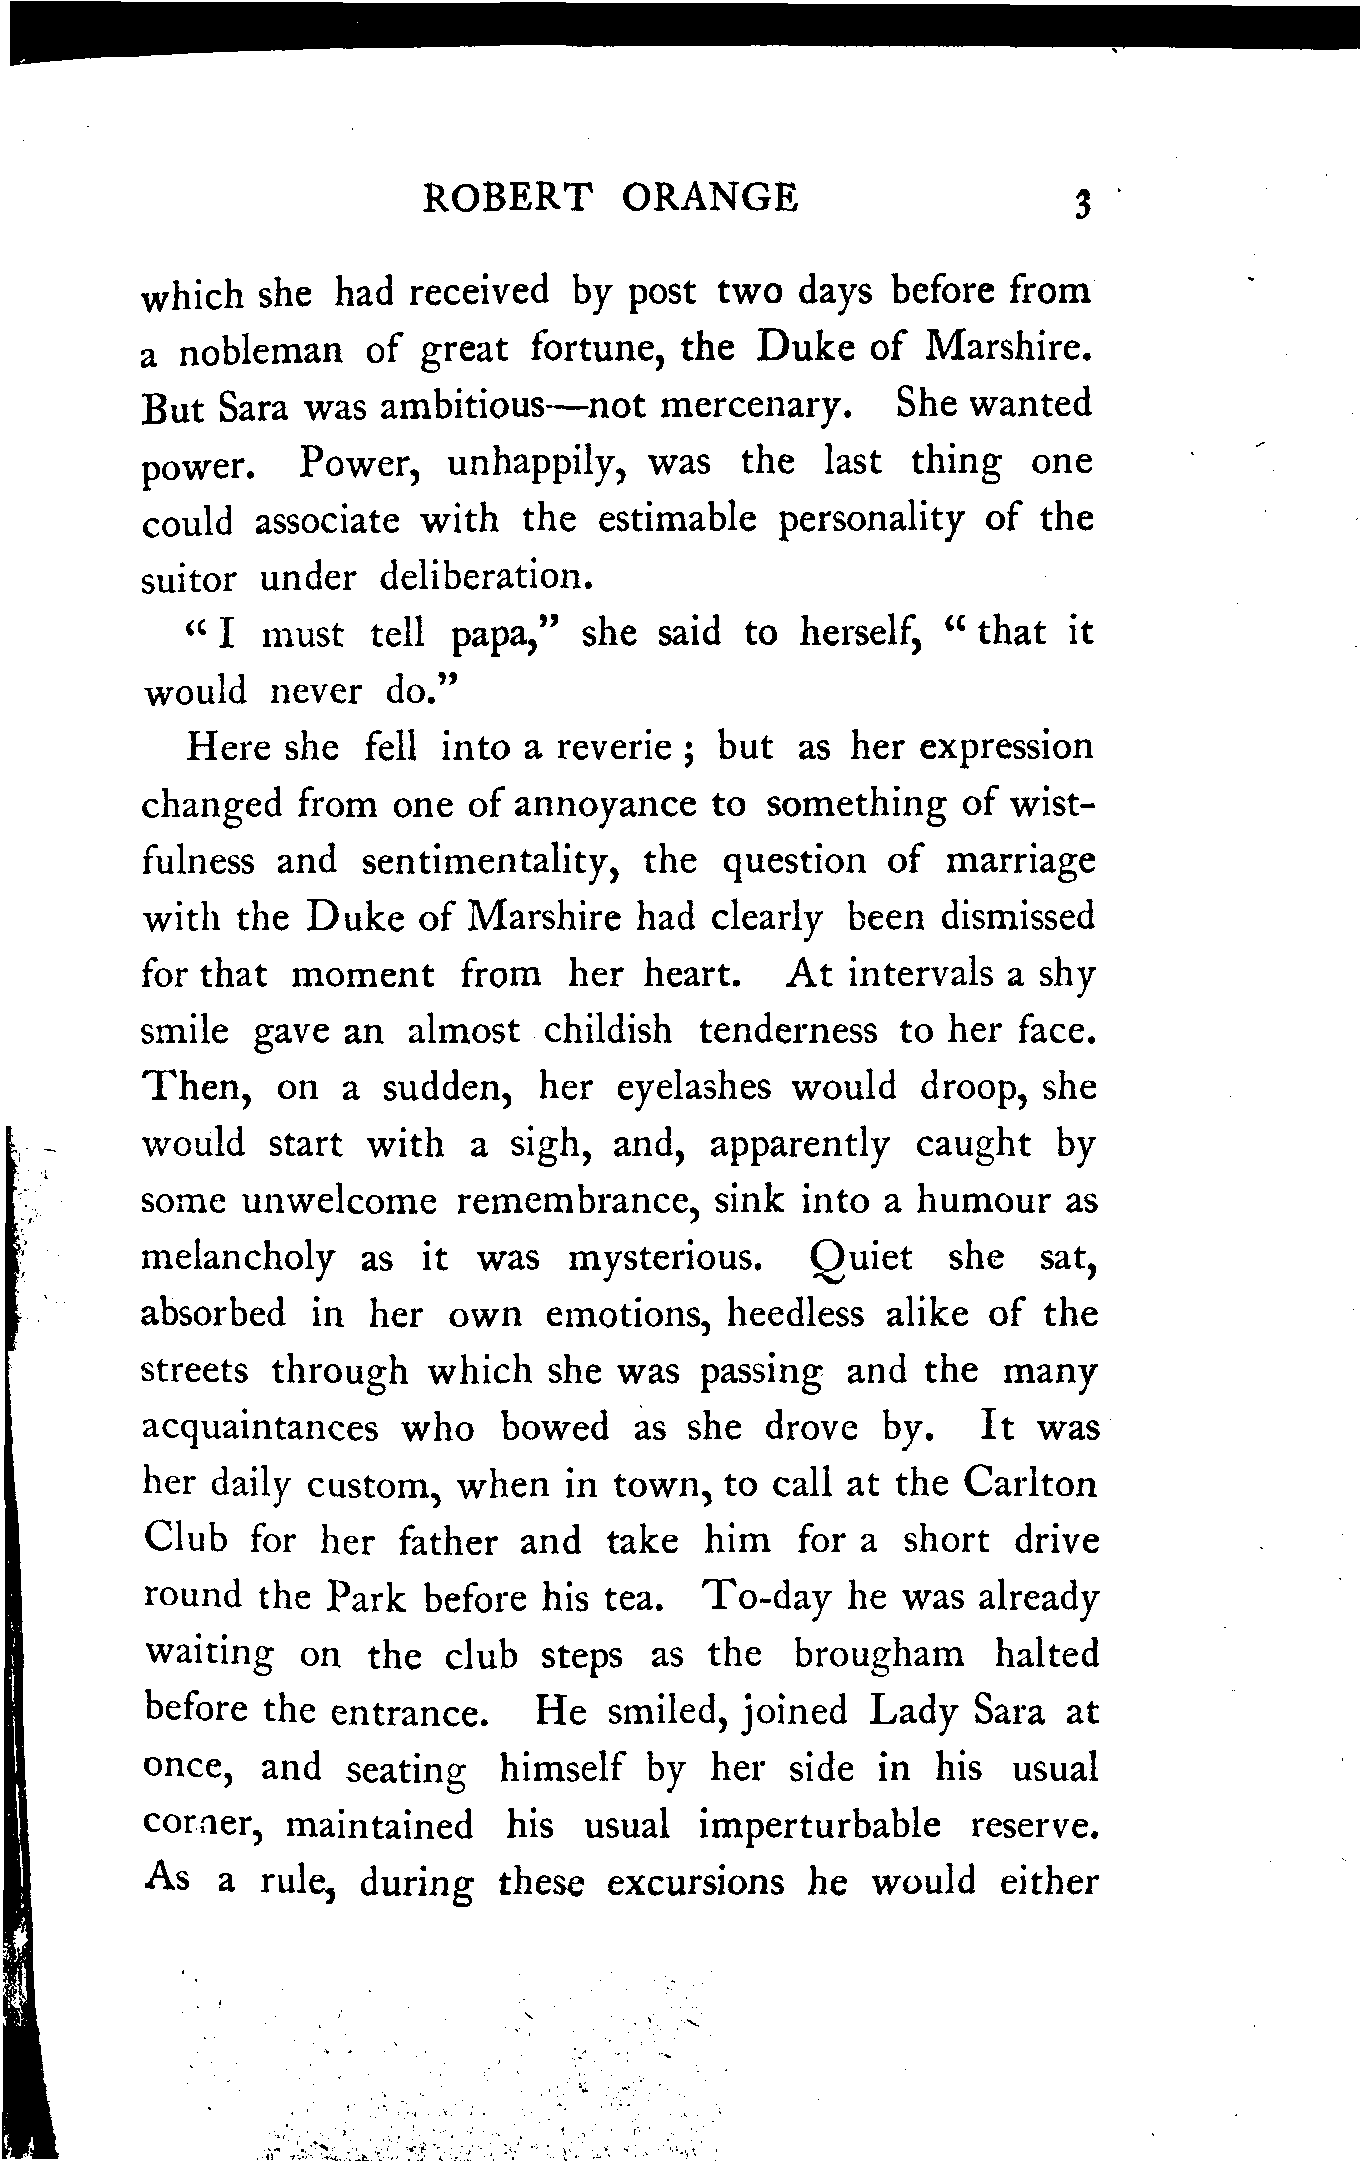 ROBERT ORANGE 3
which she had received by post two days before from
a nobleman of great fortune, the Duke of Marshire.
But Sara was ambitious—not mercenary. She wanted
power. Power, unhappily, was the last thing one
could associate with the estimable personality of the
suitor under deliberation.
“ I must tell papa,” she said to herself, “ that it
would never do.”
Here she fell into a reverie ; but as her expression
changed from one of annoyance to something of wist-
fulness and sentimentality, the question of marriage
with the Duke of Marshire had clearly been dismissed
for that moment from her heart. At intervals a shy
smile gave an almost childish tenderness to her face.
Then, on a sudden, her eyelashes would droop, she
would start with a sigh, and, apparently caught by
some unwelcome remembrance, sink into a humour as
melancholy as it was mysterious. Quiet she sat,
absorbed in her own emotions, heedless alike of the
streets through which she was passing and the many
acquaintances who bowed as she drove by. It was
her daily custom, when in town, to call at the Carlton
Club for her father and take him for a short drive
round the Park before his tea. To-day he was already
waiting on the club steps as the brougham halted
before the entrance. He smiled, joined Lady Sara at
once, and seating himself by her side in his usual
corner, maintained his usual imperturbable reserve.
As a rule, during these excursions he would either